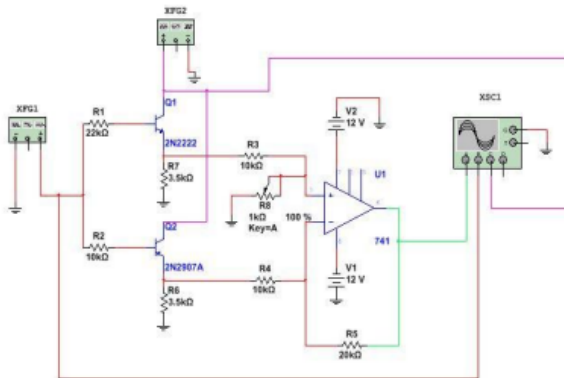 XFG2
XFG1
XSC1
Q1
R1
22kΩ
2N2222
V2
12 V
R3
10kΩ
R7
3.5kΩ
U1
R8
1kΩ
Key=A
100 %
Q2
R2
10kΩ
2N2907A
741
R4
10kΩ
V1
12 V
R6
3.5kΩ
R5
20kΩ